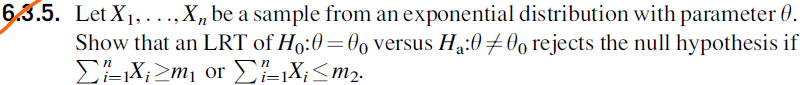 6.3.5. Let X₁, . . ., Xₙ be a sample from an exponential distribution with parameter θ.
Show that an LRT of H₀:θ=θ₀ versus Hₐ:θ≠θ₀ rejects the null hypothesis if
∑ⁿᵢ₌₁Xᵢ≥m₁ or ∑ⁿᵢ₌₁Xᵢ≤m₂.